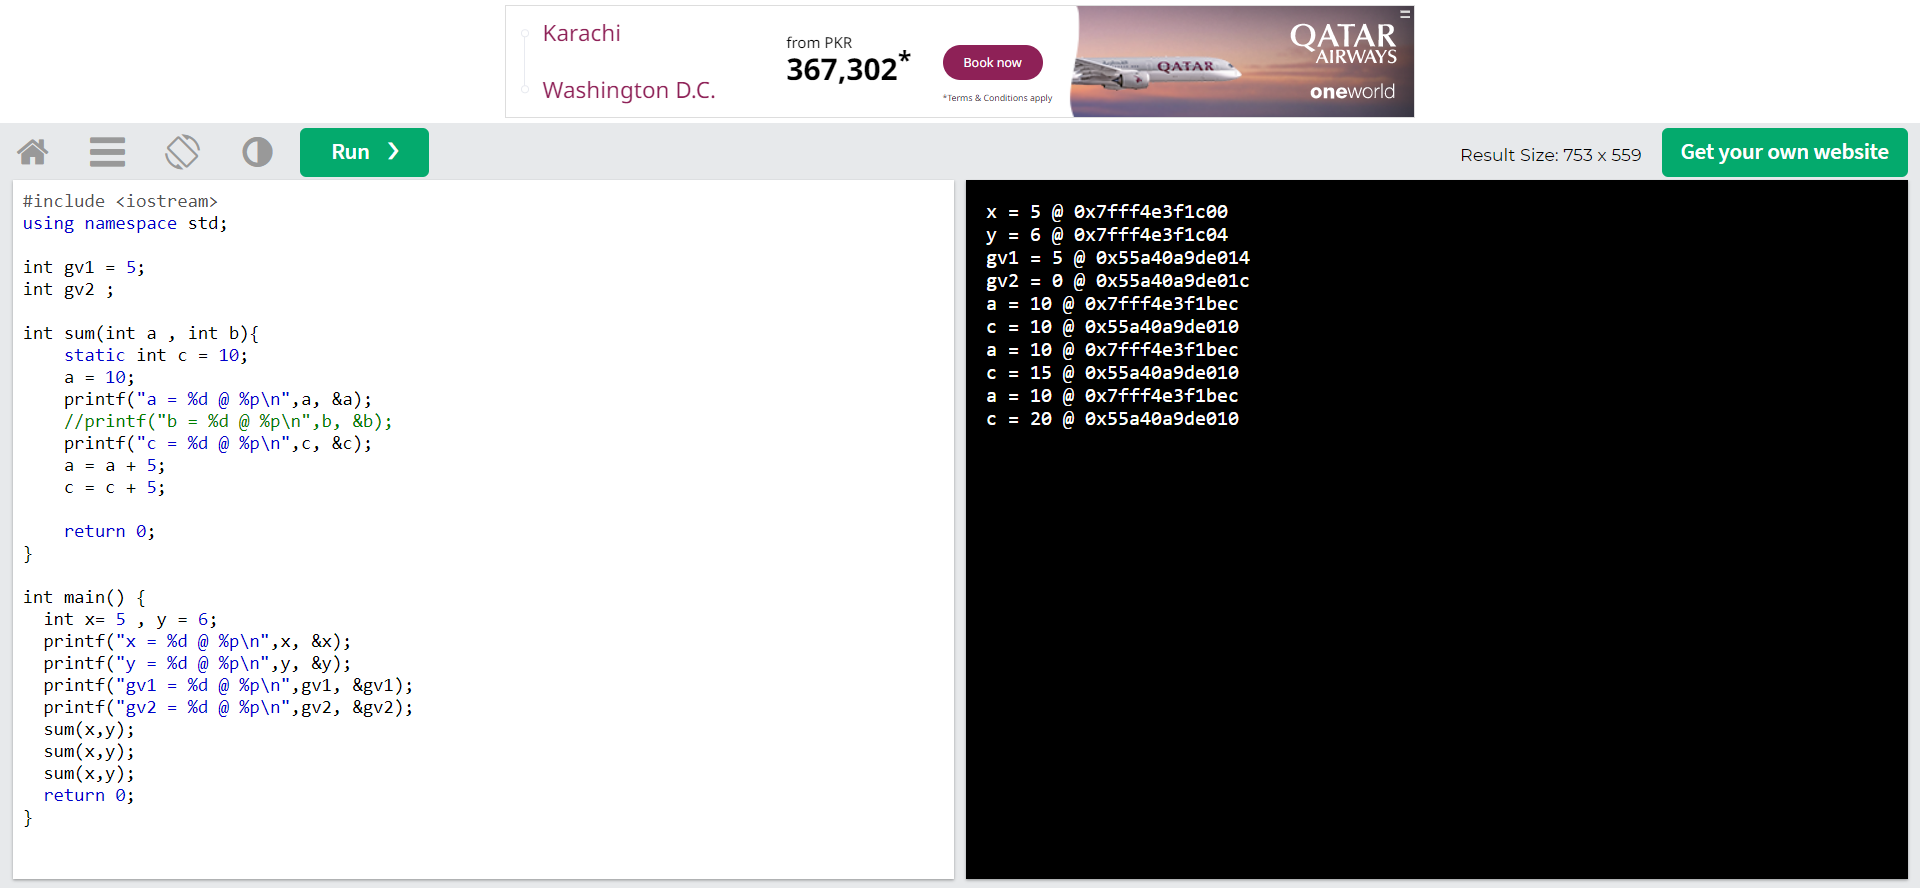 Karachi
Washington D.C.
from PKR
367,302*
Book now
*Terms & Conditions apply
QATAR
QATAR
AIRWAYS
oneworld
Run ❯
Result Size: 753 x 559
Get your own website
#include <iostream>
using namespace std;
int gv1 = 5;
int gv2 ;
int sum(int a , int b){
    static int c = 10;
    a = 10;
    printf("a = %d @ %p\n",a, &a);
    //printf("b = %d @ %p\n",b, &b);
    printf("c = %d @ %p\n",c, &c);
    a = a + 5;
    c = c + 5;
    return 0;
}
int main() {
  int x= 5 , y = 6;
  printf("x = %d @ %p\n",x, &x);
  printf("y = %d @ %p\n",y, &y);
  printf("gv1 = %d @ %p\n",gv1, &gv1);
  printf("gv2 = %d @ %p\n",gv2, &gv2);
  sum(x,y);
  sum(x,y);
  sum(x,y);
  return 0;
}
x = 5 @ 0x7fff4e3f1c00
y = 6 @ 0x7fff4e3f1c04
gv1 = 5 @ 0x55a40a9de014
gv2 = 0 @ 0x55a40a9de01c
a = 10 @ 0x7fff4e3f1bec
c = 10 @ 0x55a40a9de010
a = 10 @ 0x7fff4e3f1bec
c = 15 @ 0x55a40a9de010
a = 10 @ 0x7fff4e3f1bec
c = 20 @ 0x55a40a9de010